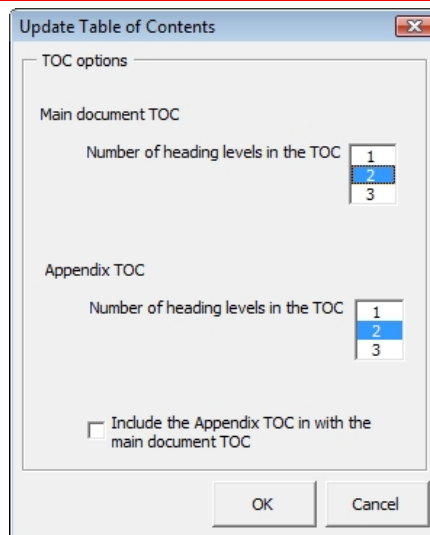 Update Table of Contents
TOC options
Main document TOC
Number of heading levels in the TOC
1
2
3
Appendix TOC
Number of heading levels in the TOC
1
2
3
Include the Appendix TOC in with the
main document TOC
OK
Cancel